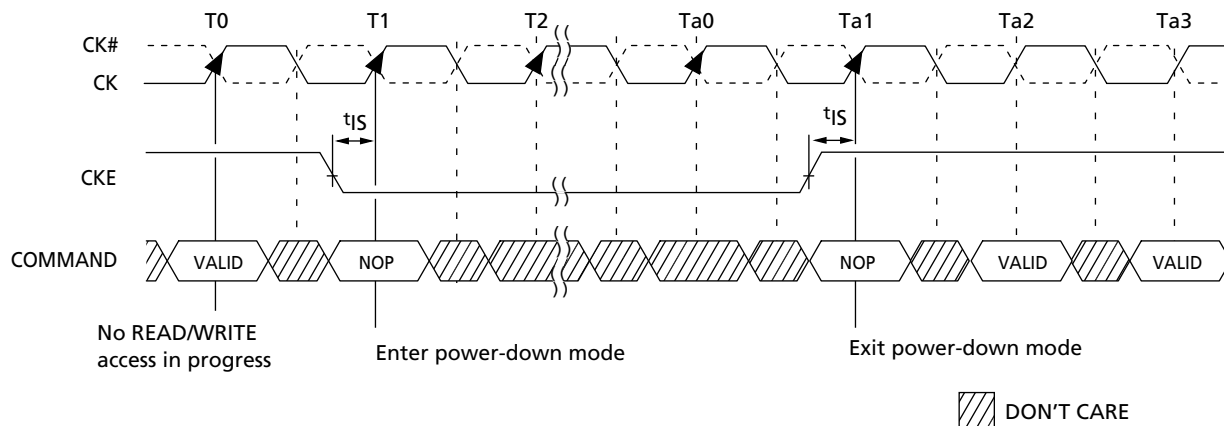 T0 T1 T2 Ta0 Ta1 Ta2 Ta3
CK#
CK
tIS tIS
CKE
COMMAND VALID NOP NOP VALID VALID
No READ/WRITE
access in progress
Enter power-down mode
Exit power-down mode
DON'T CARE